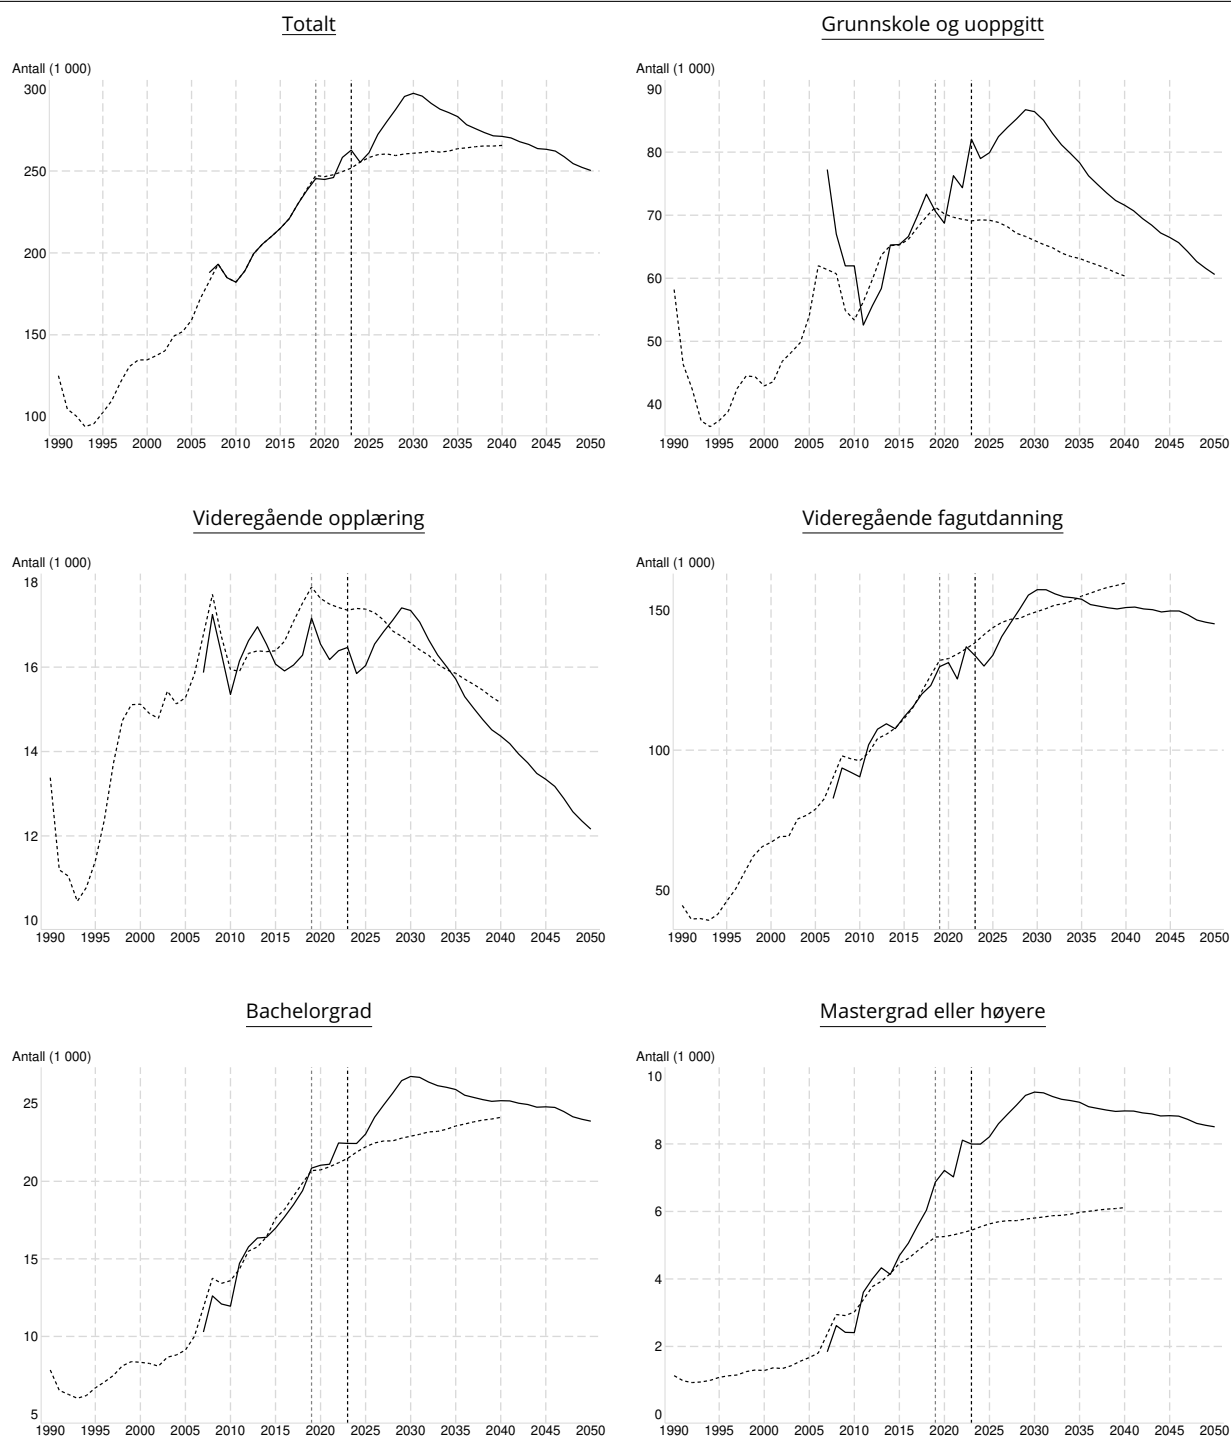 Totalt
Antall (1 000)
300
250
200
150
100
1990 1995 2000 2005 2010 2015 2020 2025 2030 2035 2040 2045 2050
Grunnskole og uoppgitt
Antall (1 000)
90
80
70
60
50
40
1990 1995 2000 2005 2010 2015 2020 2025 2030 2035 2040 2045 2050
Videregående opplæring
Antall (1 000)
18
16
14
12
10
1990 1995 2000 2005 2010 2015 2020 2025 2030 2035 2040 2045 2050
Videregående fagutdanning
Antall (1 000)
150
100
50
1990 1995 2000 2005 2010 2015 2020 2025 2030 2035 2040 2045 2050
Bachelorgrad
Antall (1 000)
25
20
15
10
5
1990 1995 2000 2005 2010 2015 2020 2025 2030 2035 2040 2045 2050
Mastergrad eller høyere
Antall (1 000)
10
8
6
4
2
0
1990 1995 2000 2005 2010 2015 2020 2025 2030 2035 2040 2045 2050